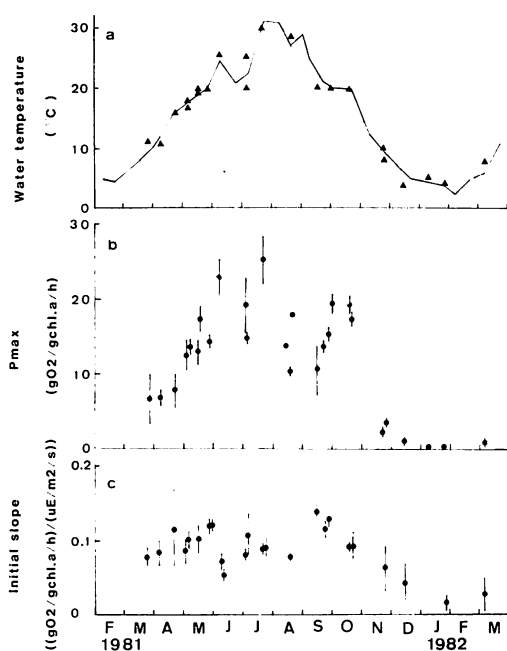 a
30
20
10
0
Water temperature
(°C)
b
30
20
10
0
Pmax
(gO2/gchl.a/h)
c
0.2
0.1
0
Initial slope
((gO2/gchl.a/h)/(uE/m2/s))
F M A M J J A S O N D J F M
1981 1982